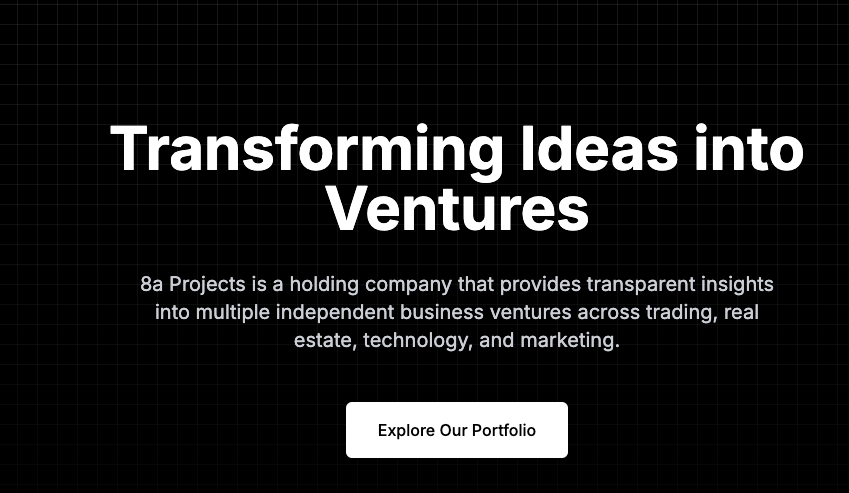 Transforming Ideas into
Ventures
8a Projects is a holding company that provides transparent insights
into multiple independent business ventures across trading, real
estate, technology, and marketing.
Explore Our Portfolio